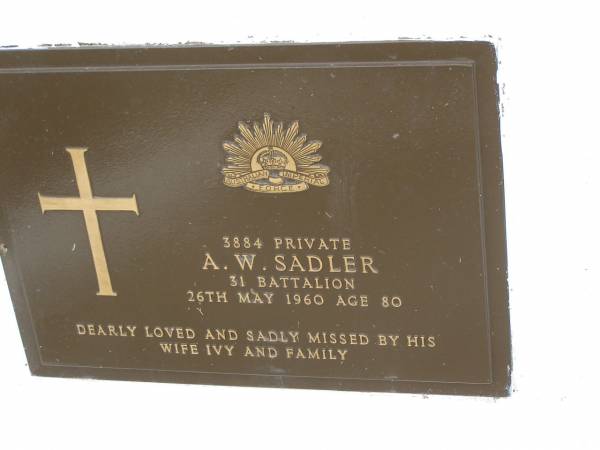 AUSTRALIAN IMPERIAL
FORCE
3884 PRIVATE
A. W. SADLER
31 BATTALION
26TH MAY 1960 AGE 80
DEARLY LOVED AND SADLY MISSED BY HIS
WIFE IVY AND FAMILY